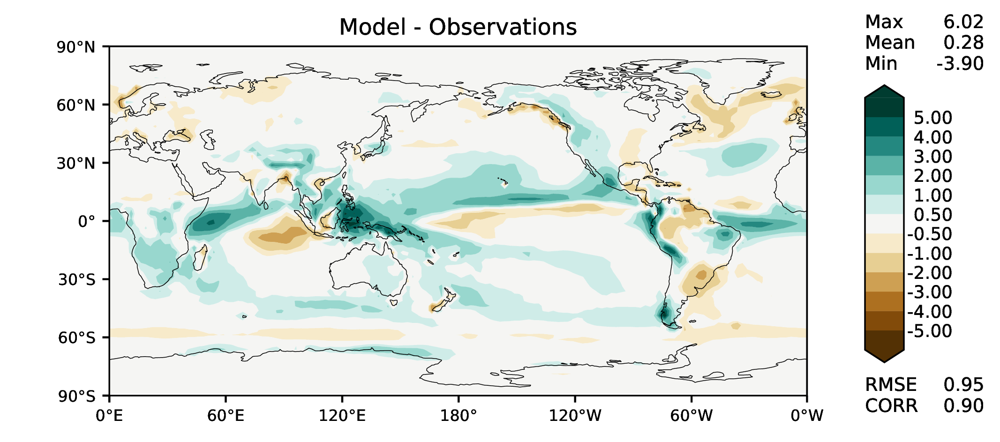 Model - Observations
Max 6.02
Mean 0.28
Min -3.90
90°N
60°N
30°N
0°
30°S
60°S
90°S
0°E 60°E 120°E 180° 120°W 60°W 0°W
5.00
4.00
3.00
2.00
1.00
0.50
-0.50
-1.00
-2.00
-3.00
-4.00
-5.00
RMSE 0.95
CORR 0.90